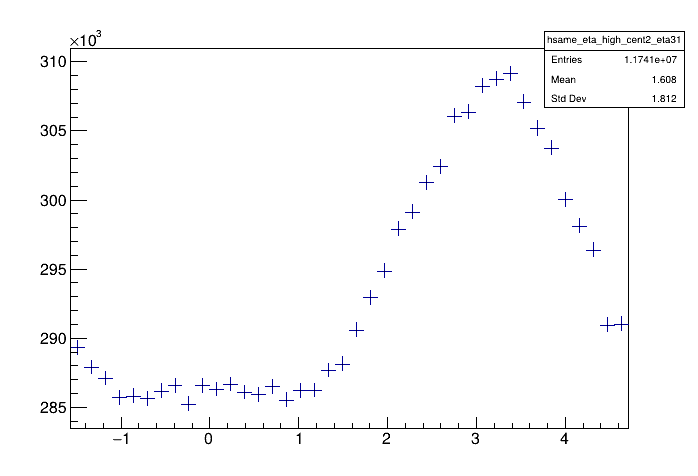 ×10³
hsame_eta_high_cent2_eta31
Entries 1.1741e+07
Mean 1.608
Std Dev 1.812
310
305
300
295
290
285
−1 0 1 2 3 4